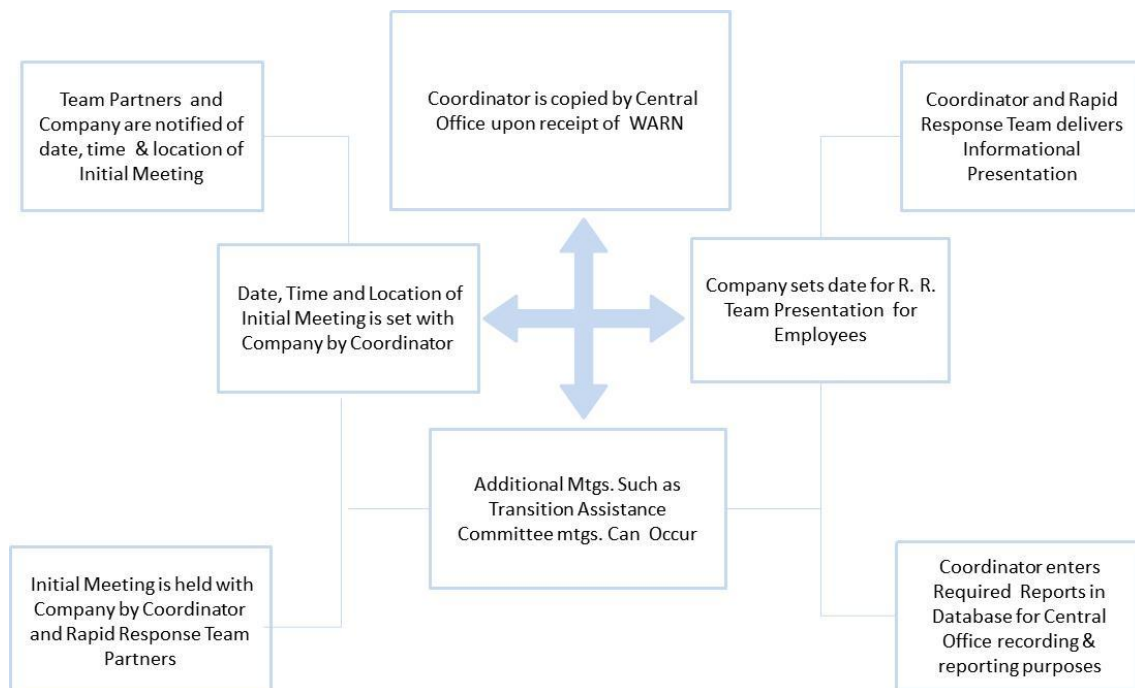 Coordinator is copied by Central
Office upon receipt of WARN
Team Partners and
Company are notified of
date, time & location of
Initial Meeting
Coordinator and Rapid
Response Team delivers
Informational
Presentation
Date, Time and Location of
Initial Meeting is set with
Company by Coordinator
Company sets date for R. R.
Team Presentation for
Employees
Additional Mtgs. Such as
Transition Assistance
Committee mtgs. Can Occur
Initial Meeting is held with
Company by Coordinator
and Rapid Response Team
Partners
Coordinator enters
Required Reports in
Database for Central
Office recording &
reporting purposes